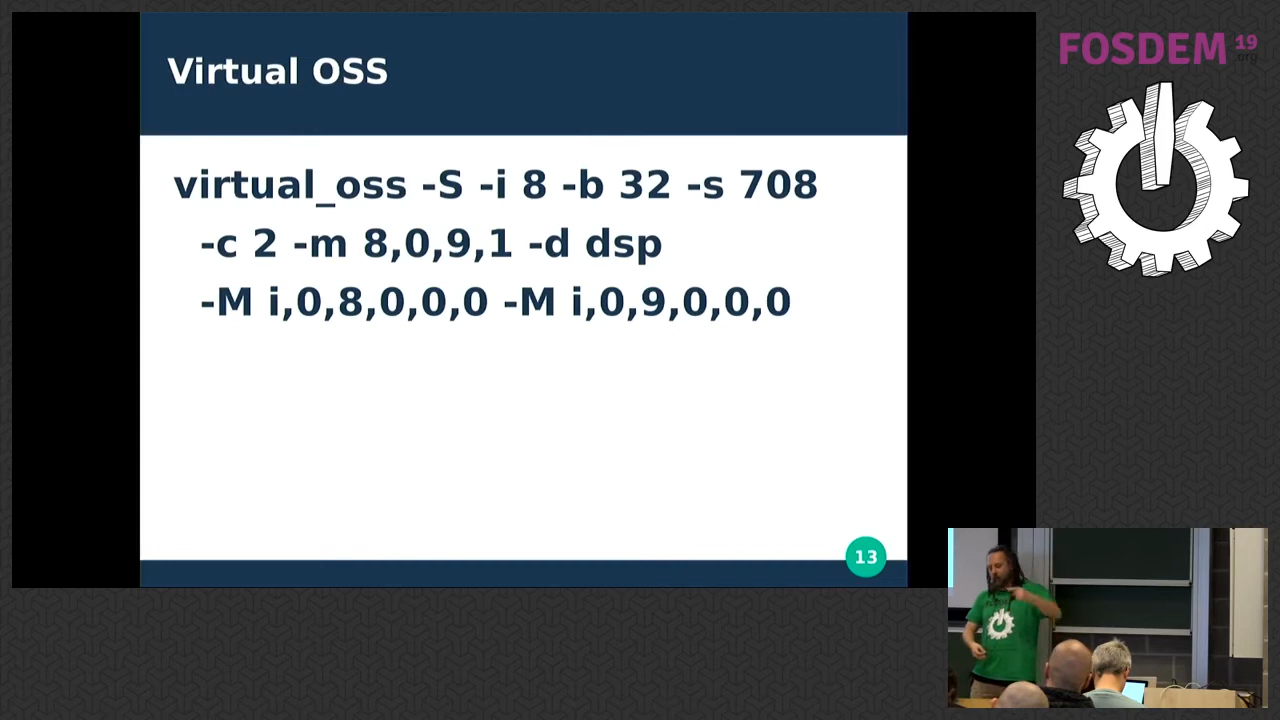 Virtual OSS
virtual_oss -S -i 8 -b 32 -s 708
-c 2 -m 8,0,9,1 -d dsp
-M i,0,8,0,0,0 -M i,0,9,0,0,0
13
FOSDEM 19
.org